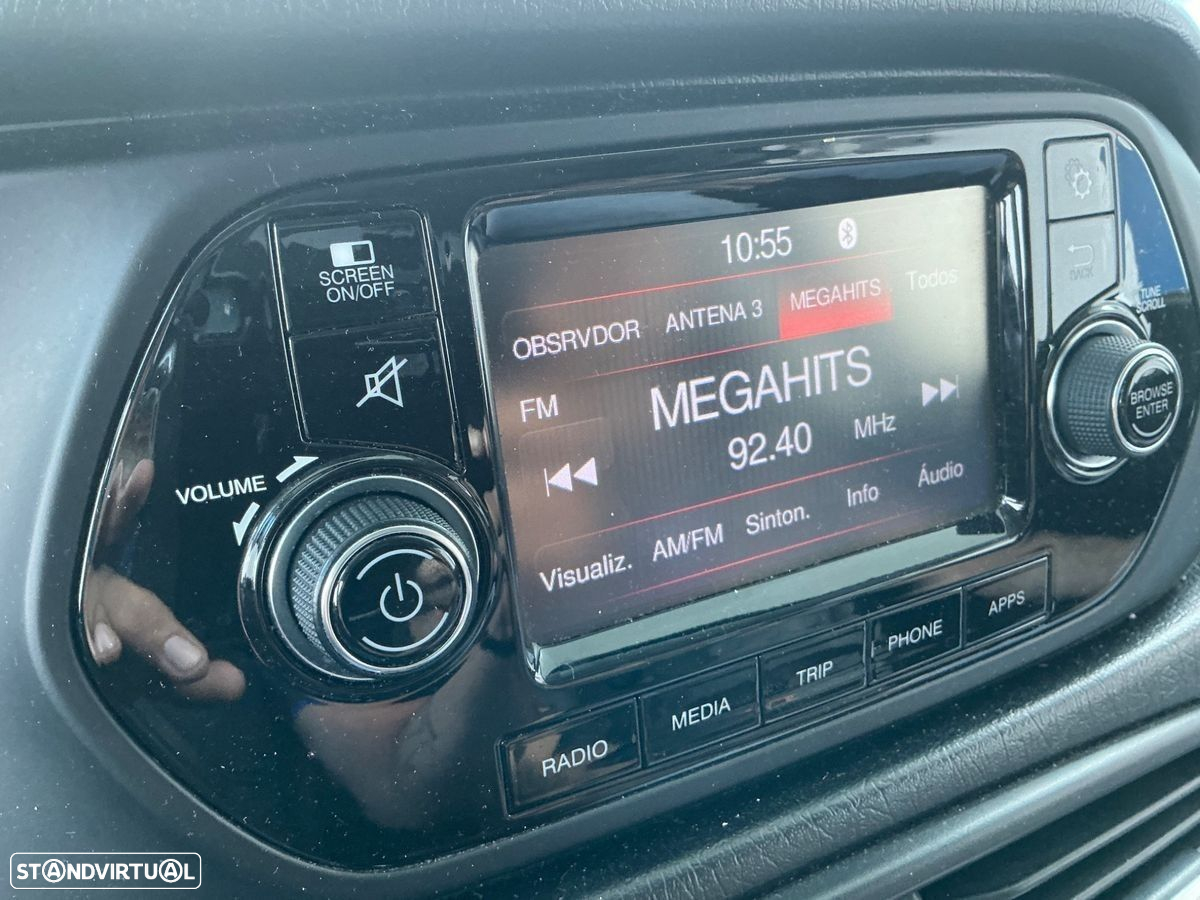 SCREEN
ON/OFF
VOLUME
10:55
OBSRVDOR ANTENA 3 MEGAHITS Todos
FM
MEGAHITS
92.40 MHz
Visualiz. AM/FM Sinton. Info Áudio
BACK
TUNE
SCROLL
BROWSE
ENTER
RADIO MEDIA TRIP PHONE APPS
STANDVIRTUAL